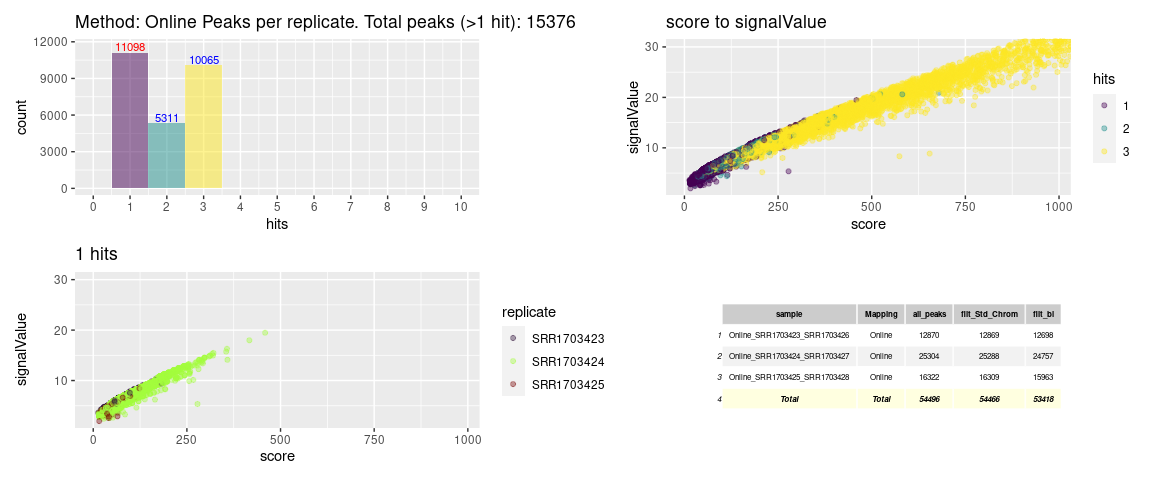 Method: Online Peaks per replicate. Total peaks (>1 hit): 15376
12000
9000
6000
3000
0
count
11098
5311
10065
0 1 2 3 4 5 6 7 8 9 10
hits
score to signalValue
30
20
10
signalValue
0 250 500 750 1000
score
hits
1
2
3
1 hits
30
20
10
signalValue
0 250 500 750 1000
score
replicate
SRR1703423
SRR1703424
SRR1703425
sample Mapping all_peaks filt_Std_Chrom filt_bl
1 Online_SRR1703423_SRR1703426 Online 12870 12869 12698
2 Online_SRR1703424_SRR1703427 Online 25304 25288 24757
3 Online_SRR1703425_SRR1703428 Online 16322 16309 15963
4 Total Total 54496 54466 53418